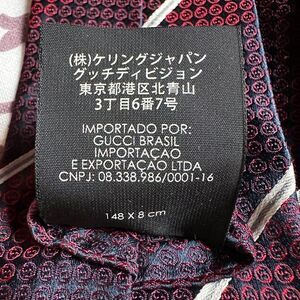 (株)ケリングジャパン
グッチディビジョン
東京都港区北青山
3丁目6番7号
IMPORTADO POR:
GUCCI BRASIL
IMPORTACAO
E EXPORTACAO LTDA
CNPJ: 08.338.986/0001-16
148 X 8 cm